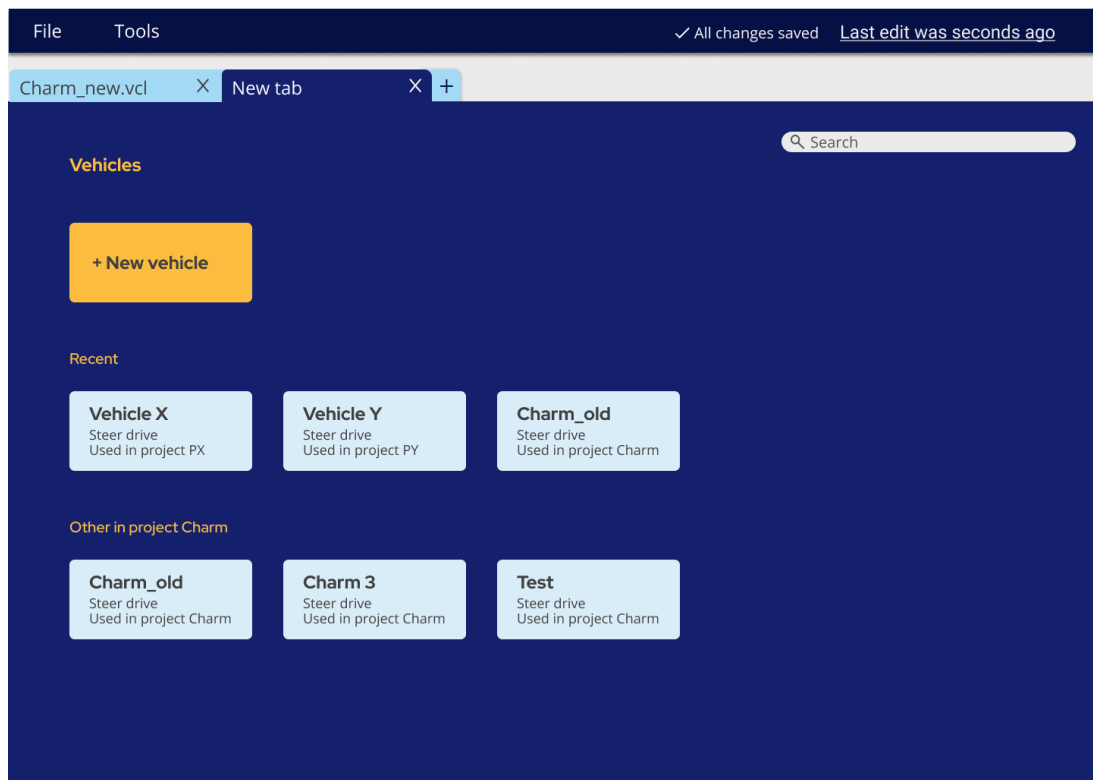 File Tools ✓ All changes saved Last edit was seconds ago
Charm_new.vcl X New tab X +
Search
Vehicles
+ New vehicle
Recent
Vehicle X
Steer drive
Used in project PX
Vehicle Y
Steer drive
Used in project PY
Charm_old
Steer drive
Used in project Charm
Other in project Charm
Charm_old
Steer drive
Used in project Charm
Charm 3
Steer drive
Used in project Charm
Test
Steer drive
Used in project Charm